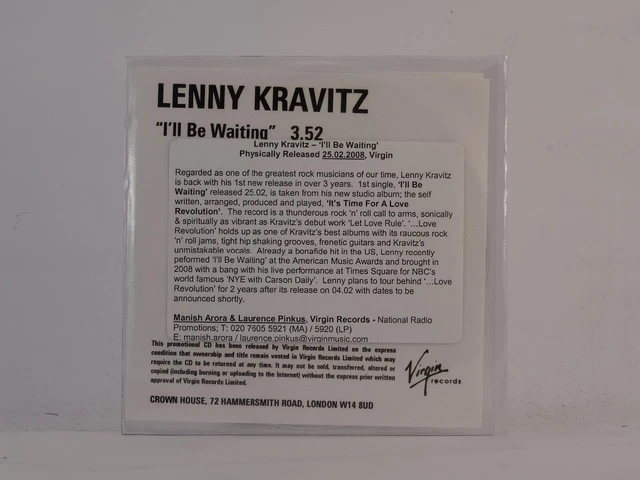 LENNY KRAVITZ
"I'll Be Waiting" 3.52
Lenny Kravitz – 'I'll Be Waiting'
Physically Released 25.02.2008, Virgin
Regarded as one of the greatest rock musicians of our time, Lenny Kravitz
is back with his 1st new release in over 3 years. 1st single, 'I'll Be
Waiting' released 25.02, is taken from his new studio album; the self
written, arranged, produced and played, 'It's Time For A Love
Revolution'. The record is a thunderous rock 'n' roll call to arms, sonically
& spiritually as vibrant as Kravitz's debut work 'Let Love Rule'. '...Love
Revolution' holds up as one of Kravitz's best albums with its raucous rock
'n' roll jams, tight hip shaking grooves, frenetic guitars and Kravitz's
unmistakable vocals. Already a bonafide hit in the US, Lenny recently
peformed 'I'll Be Waiting' at the American Music Awards and brought in
2008 with a bang with his live performance at Times Square for NBC's
world famous 'NYE with Carson Daily'. Lenny plans to tour behind '...Love
Revolution' for 2 years after its release on 04.02 with dates to be
announced shortly.
Manish Arora & Laurence Pinkus, Virgin Records - National Radio
Promotions; T: 020 7605 5921 (MA) / 5920 (LP)
E: manish.arora / laurence.pinkus@virginmusic.com
This promotional CD has been released by Virgin Records Limited on the express
condition that ownership and title remain vested in Virgin Records Limited which may
require the CD to be returned at any time. It may not be sold, transferred, altered or
copied (including burning or uploading to the Internet) without the express prior written
approval of Virgin Records Limited.
Virgin records
CROWN HOUSE, 72 HAMMERSMITH ROAD, LONDON W14 8UD